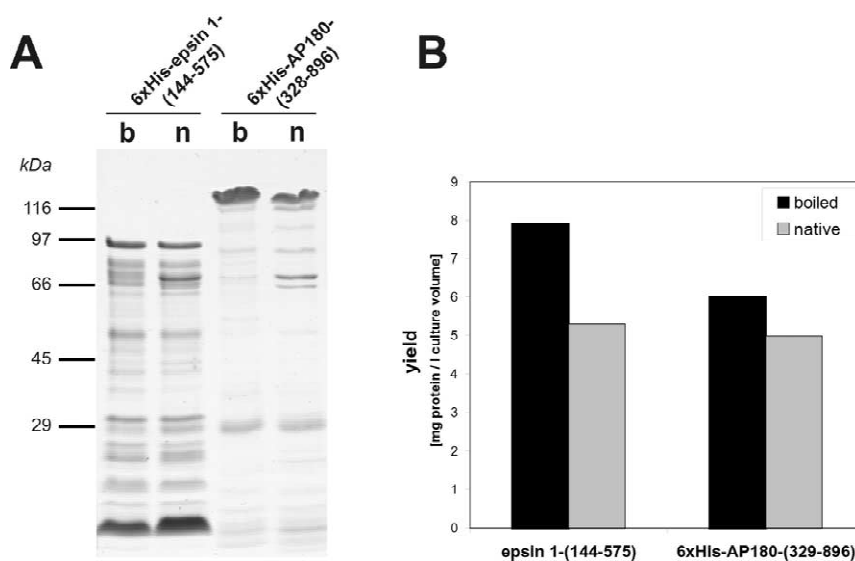 A
6xHis-epsin 1-
(144-575)
6xHis-AP180-
(328-896)
b n b n
kDa
116
97
66
45
29
B
yield
[mg protein / l culture volume]
9
8
7
6
5
4
3
2
1
0
boiled
native
epsin 1-(144-575) 6xHis-AP180-(329-896)